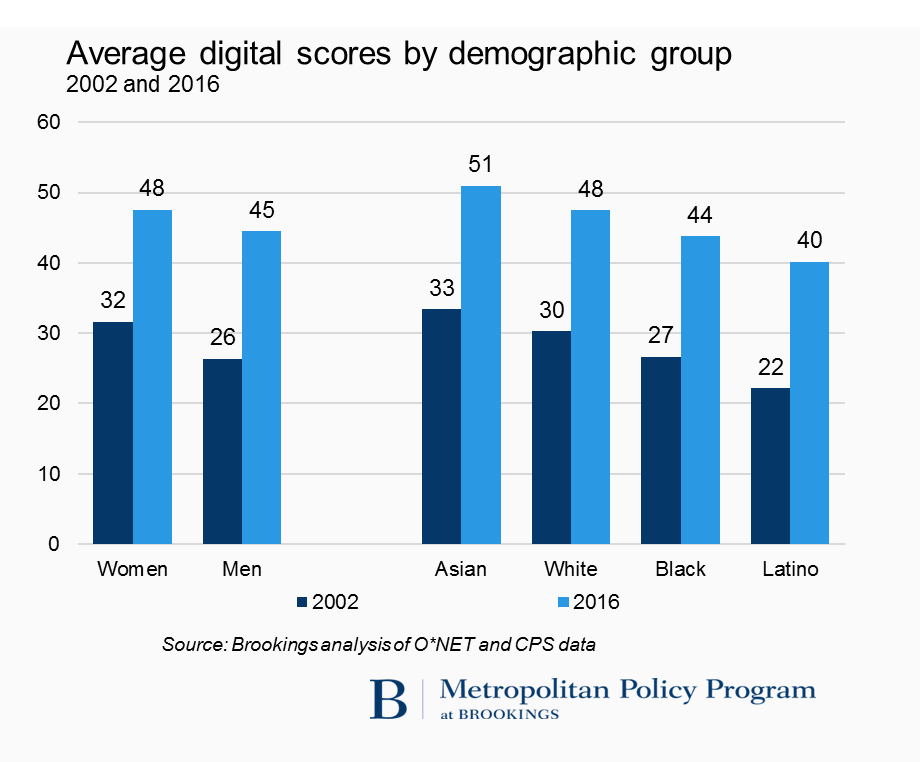 Average digital scores by demographic group
2002 and 2016
60
50
40
30
20
10
0
32
48
26
45
33
51
30
48
27
44
22
40
Women
Men
Asian
White
Black
Latino
2002
2016
Source: Brookings analysis of O*NET and CPS data
B
Metropolitan Policy Program
at BROOKINGS